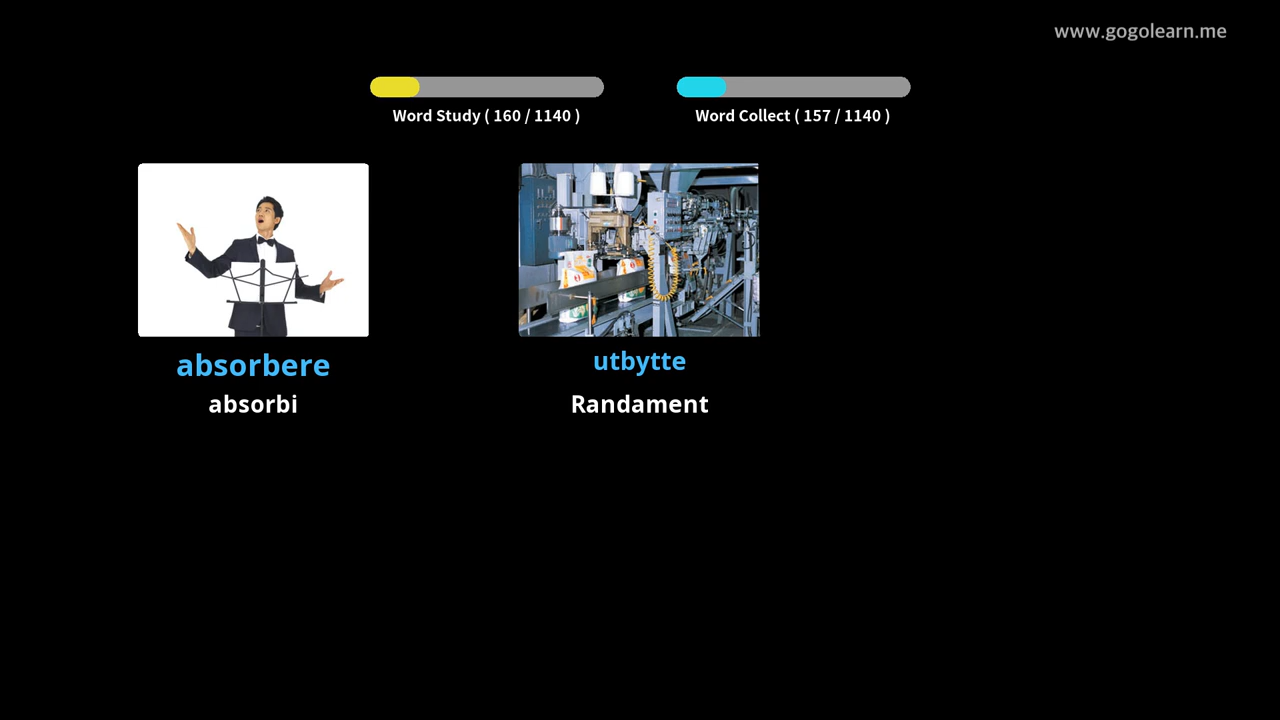 www.gogolearn.me
Word Study ( 160 / 1140 )
Word Collect ( 157 / 1140 )
absorbere
absorbi
utbytte
Randament